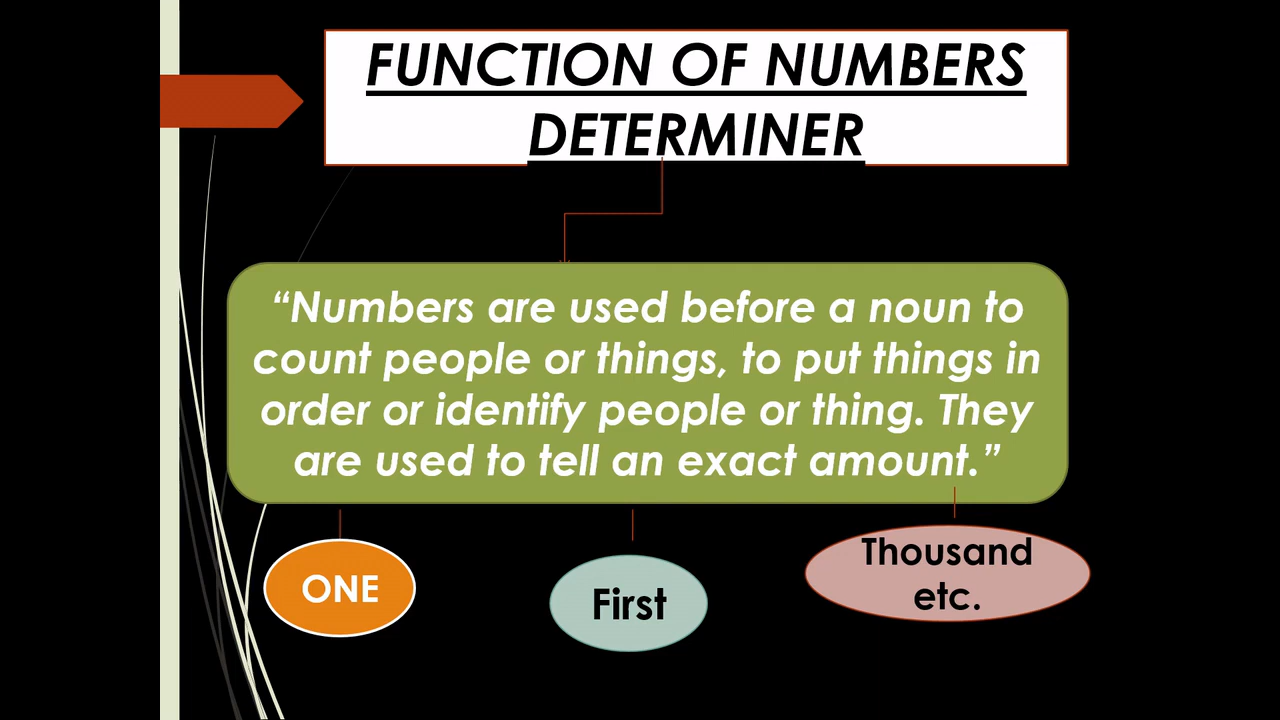 FUNCTION OF NUMBERS
DETERMINER
“Numbers are used before a noun to
count people or things, to put things in
order or identify people or thing. They
are used to tell an exact amount.”
ONE
First
Thousand
etc.